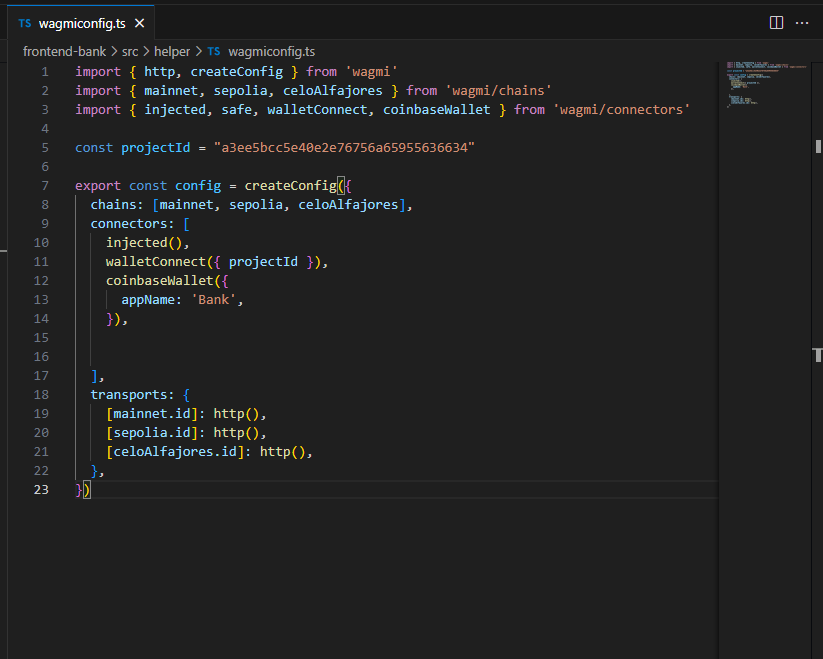 TS wagmiconfig.ts ×
frontend-bank > src > helper > TS wagmiconfig.ts
1 import { http, createConfig } from 'wagmi'
2 import { mainnet, sepolia, celoAlfajores } from 'wagmi/chains'
3 import { injected, safe, walletConnect, coinbaseWallet } from 'wagmi/connectors'
4
5 const projectId = "a3ee5bcc5e40e2e76756a65955636634"
6
7 export const config = createConfig({
8 chains: [mainnet, sepolia, celoAlfajores],
9 connectors: [
10 injected(),
11 walletConnect({ projectId }),
12 coinbaseWallet({
13 appName: 'Bank',
14 }),
15
16
17 ],
18 transports: {
19 [mainnet.id]: http(),
20 [sepolia.id]: http(),
21 [celoAlfajores.id]: http(),
22 },
23 })